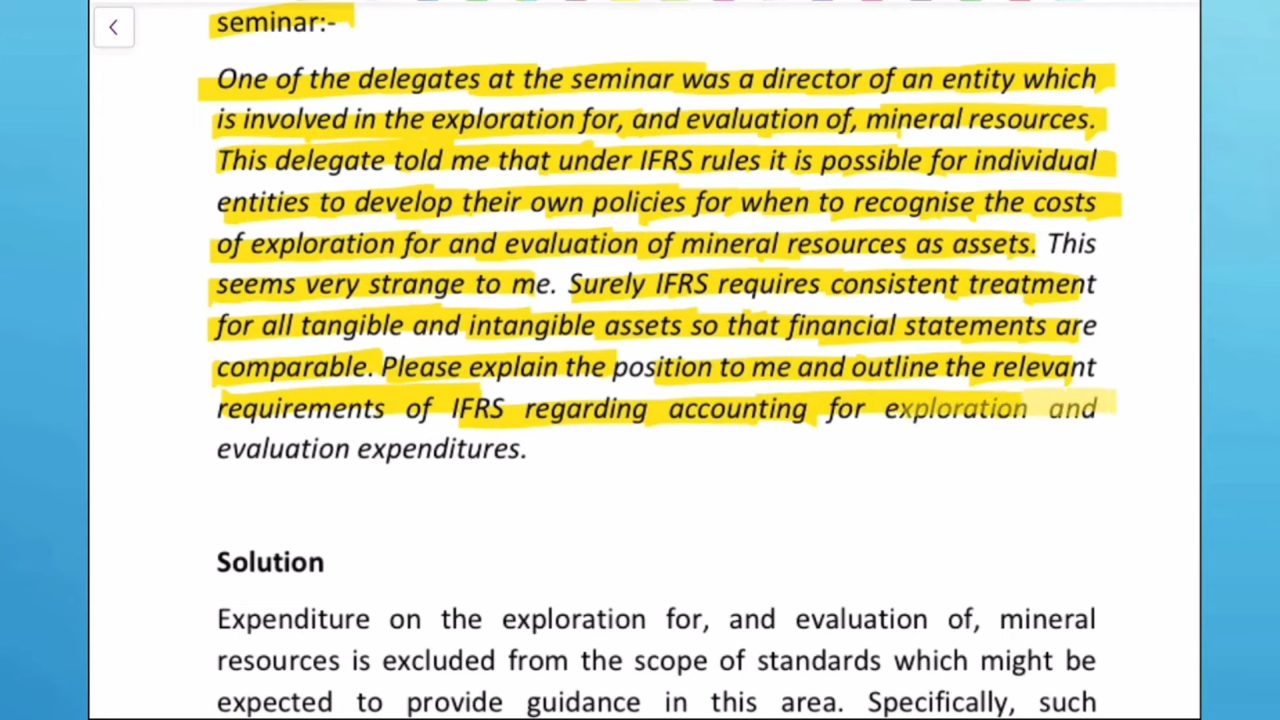 seminar:-
One of the delegates at the seminar was a director of an entity which
is involved in the exploration for, and evaluation of, mineral resources.
This delegate told me that under IFRS rules it is possible for individual
entities to develop their own policies for when to recognise the costs
of exploration for and evaluation of mineral resources as assets. This
seems very strange to me. Surely IFRS requires consistent treatment
for all tangible and intangible assets so that financial statements are
comparable. Please explain the position to me and outline the relevant
requirements of IFRS regarding accounting for exploration and
evaluation expenditures.
Solution
Expenditure on the exploration for, and evaluation of, mineral
resources is excluded from the scope of standards which might be
expected to provide guidance in this area. Specifically, such